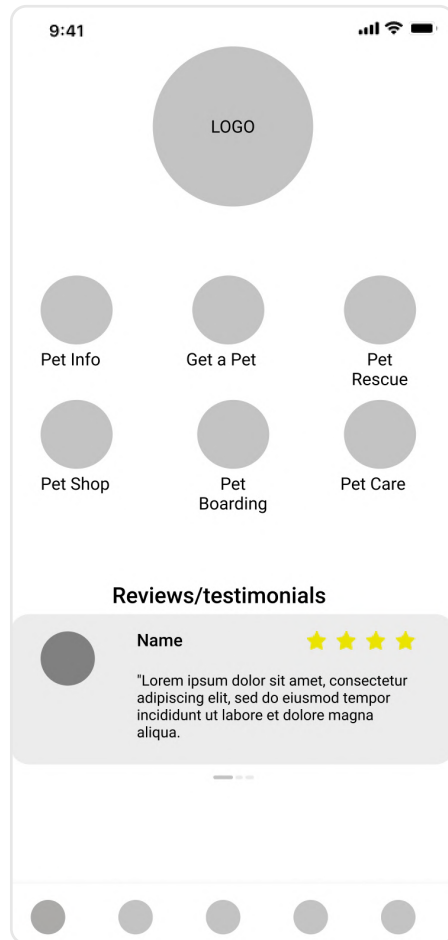 9:41
LOGO
Pet Info
Get a Pet
Pet
Rescue
Pet Shop
Pet
Boarding
Pet Care
Reviews/testimonials
Name
"Lorem ipsum dolor sit amet, consectetur
adipiscing elit, sed do eiusmod tempor
incididunt ut labore et dolore magna
aliqua.